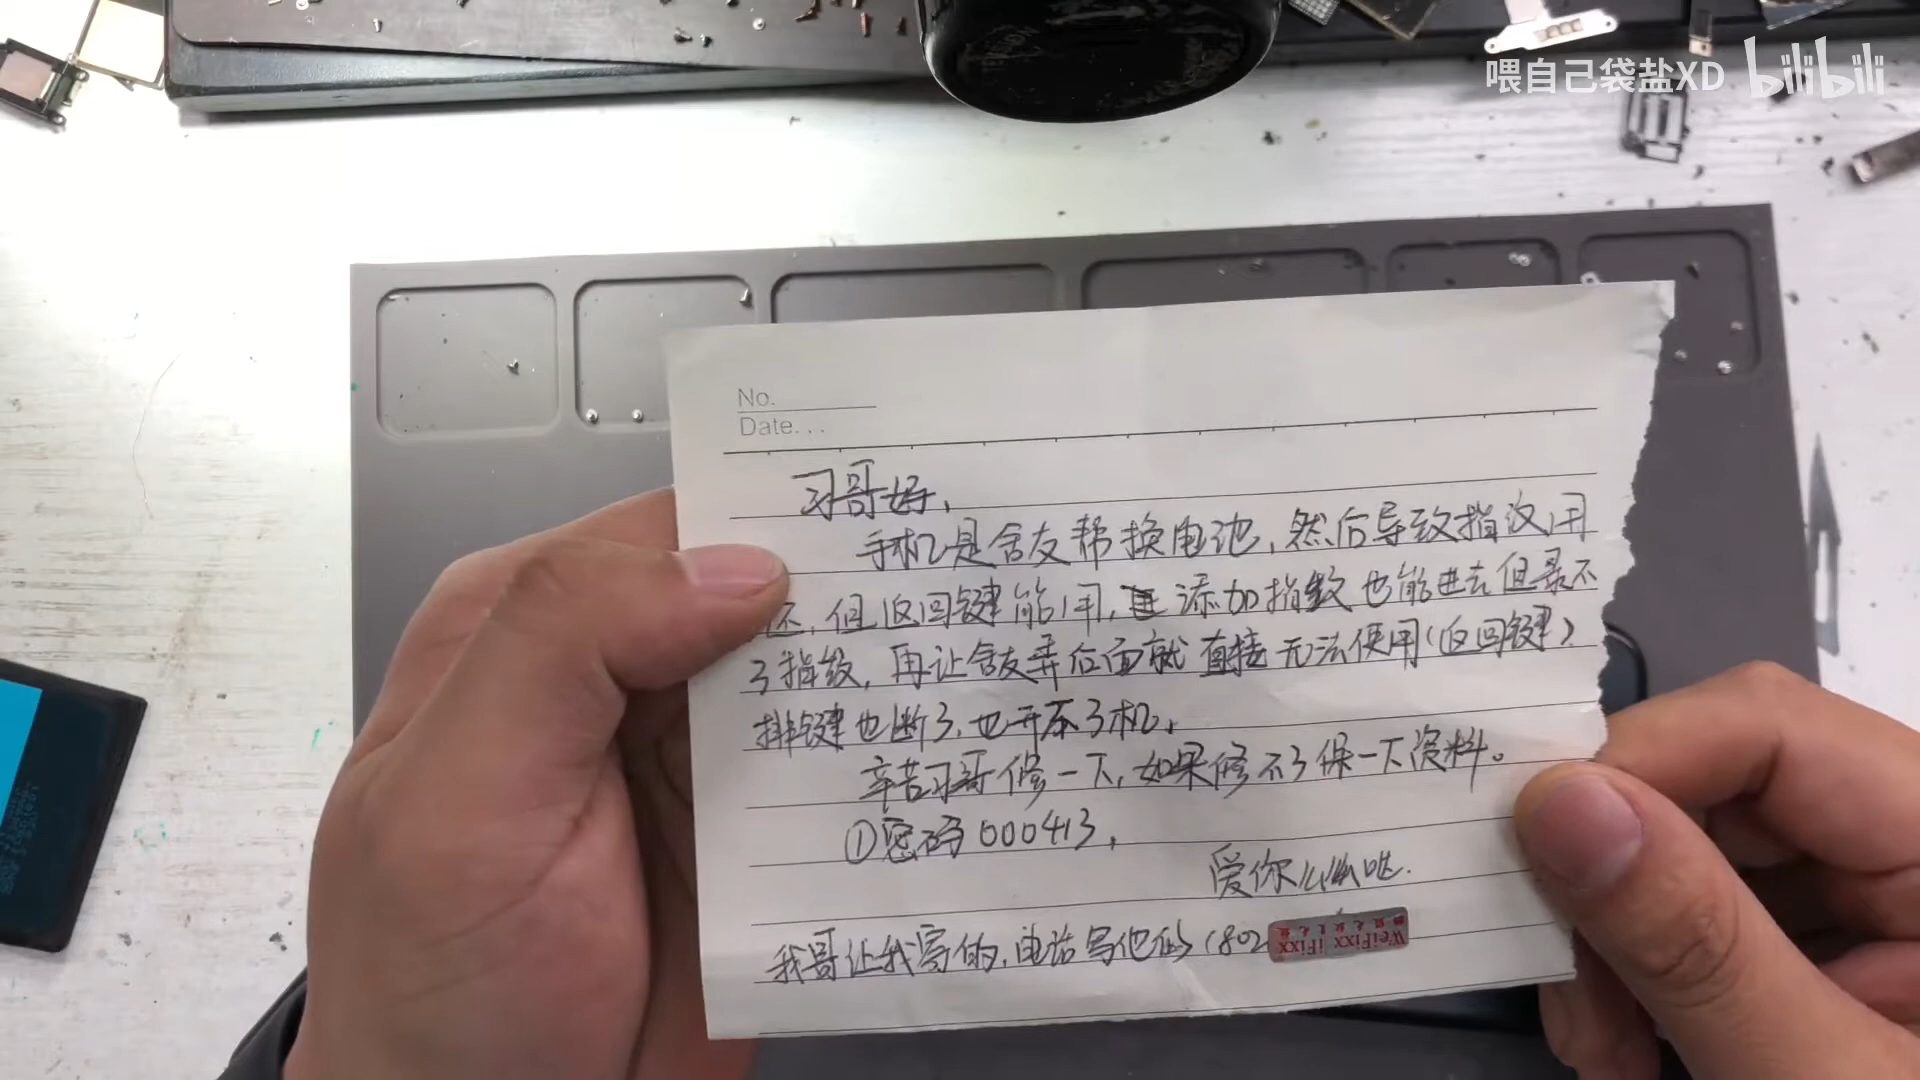 喂自己袋盐XD bilibili
No.
Date...
习哥好,
手机是舍友帮换电池,然后导致指纹用
还,但返回键能用,添加指纹也能进去但录不
了指纹,再让舍友弄后面就直接无法使用(返回键)
排键也断了,也开不了机,
辛苦习哥修一下,如果修不了保一下资料。
①密码000413,
爱你么么哒.
我哥让我寄的,电话写他的(1802
WeiFixx iFixx